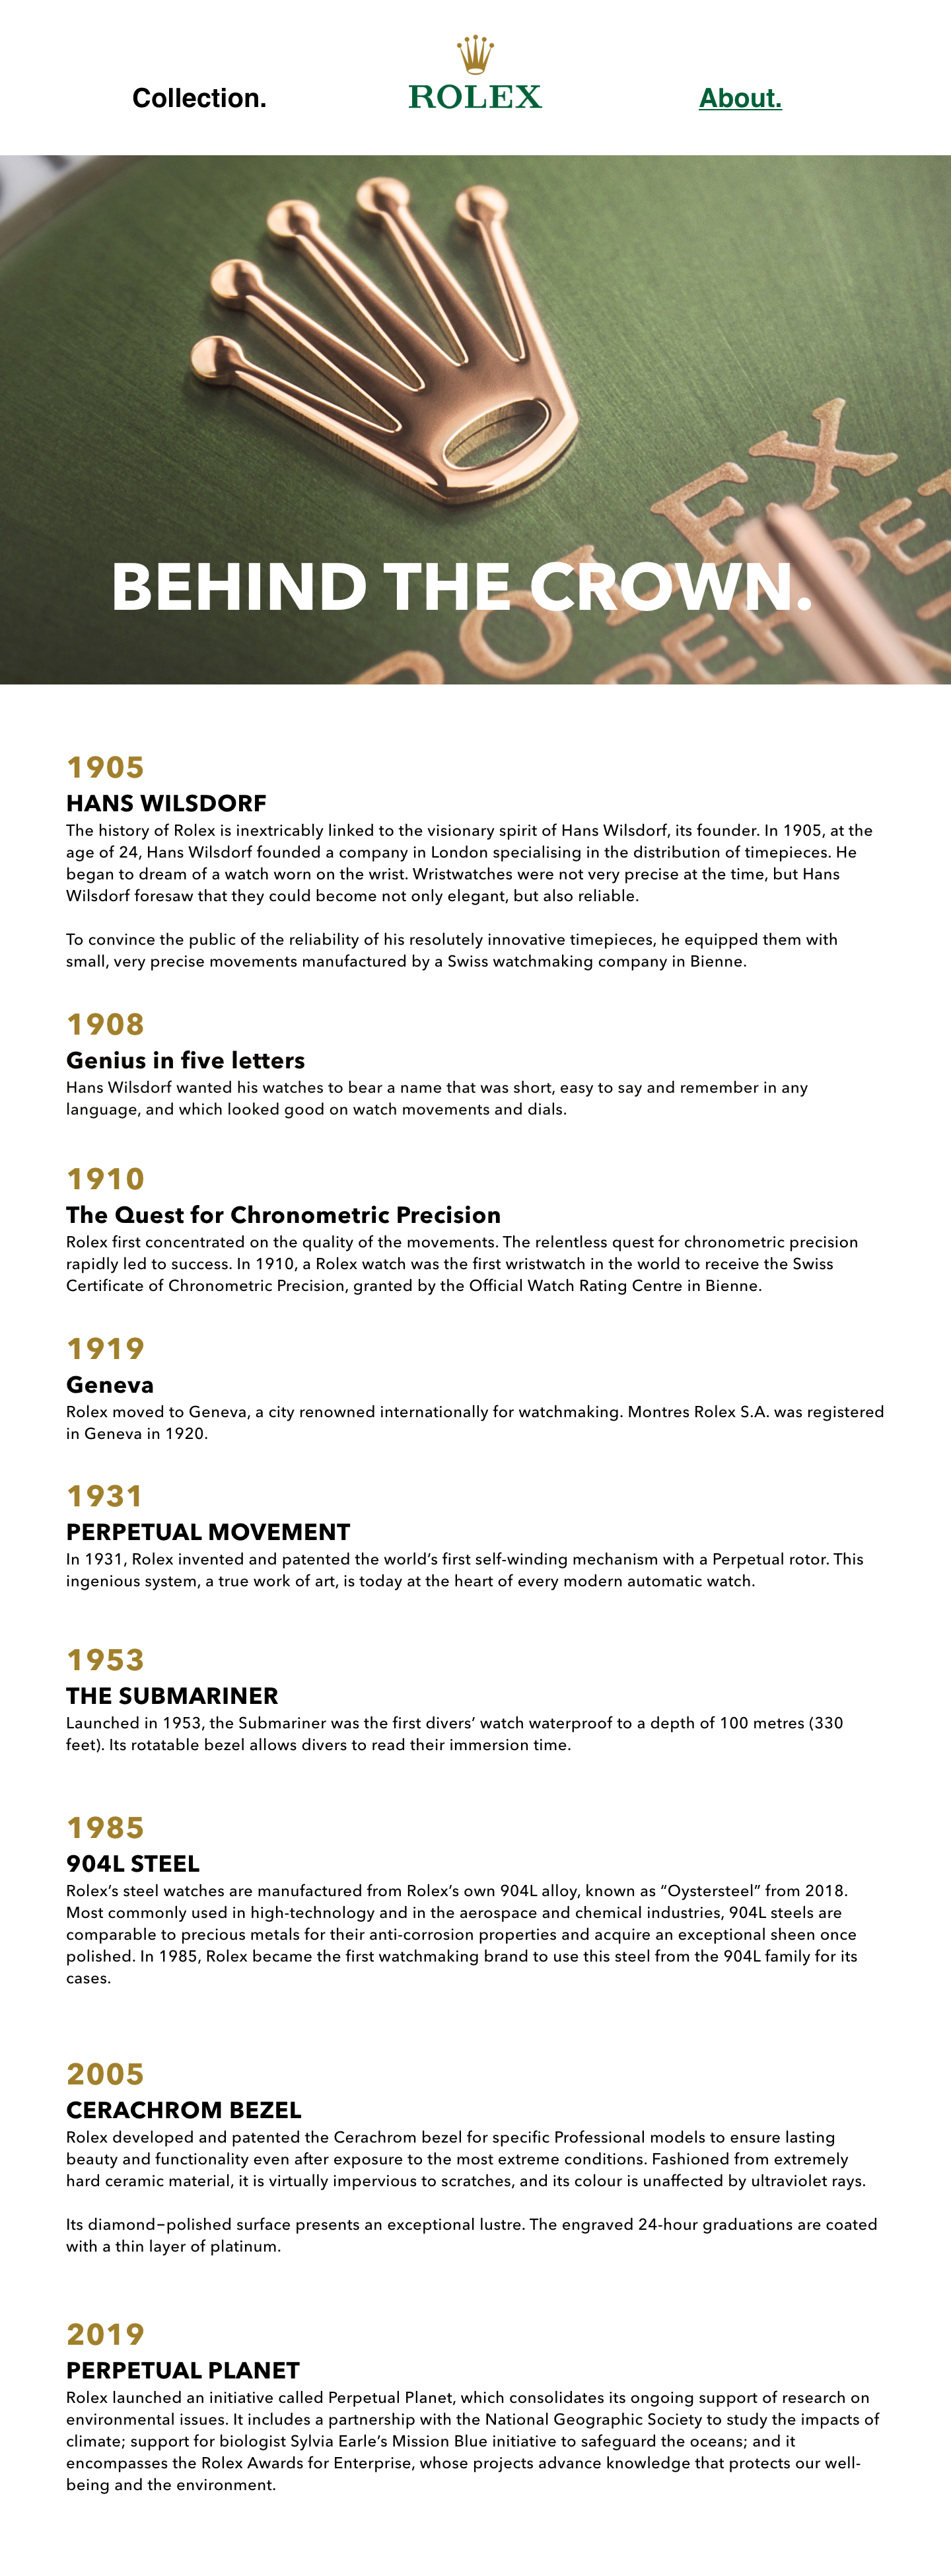 Collection.
ROLEX
About.
ROLEX
PERPET
BEHIND THE CROWN.
1905
HANS WILSDORF
The history of Rolex is inextricably linked to the visionary spirit of Hans Wilsdorf, its founder. In 1905, at the
age of 24, Hans Wilsdorf founded a company in London specialising in the distribution of timepieces. He
began to dream of a watch worn on the wrist. Wristwatches were not very precise at the time, but Hans
Wilsdorf foresaw that they could become not only elegant, but also reliable.
To convince the public of the reliability of his resolutely innovative timepieces, he equipped them with
small, very precise movements manufactured by a Swiss watchmaking company in Bienne.
1908
Genius in five letters
Hans Wilsdorf wanted his watches to bear a name that was short, easy to say and remember in any
language, and which looked good on watch movements and dials.
1910
The Quest for Chronometric Precision
Rolex first concentrated on the quality of the movements. The relentless quest for chronometric precision
rapidly led to success. In 1910, a Rolex watch was the first wristwatch in the world to receive the Swiss
Certificate of Chronometric Precision, granted by the Official Watch Rating Centre in Bienne.
1919
Geneva
Rolex moved to Geneva, a city renowned internationally for watchmaking. Montres Rolex S.A. was registered
in Geneva in 1920.
1931
PERPETUAL MOVEMENT
In 1931, Rolex invented and patented the world's first self-winding mechanism with a Perpetual rotor. This
ingenious system, a true work of art, is today at the heart of every modern automatic watch.
1953
THE SUBMARINER
Launched in 1953, the Submariner was the first divers' watch waterproof to a depth of 100 metres (330
feet). Its rotatable bezel allows divers to read their immersion time.
1985
904L STEEL
Rolex's steel watches are manufactured from Rolex's own 904L alloy, known as “Oystersteel” from 2018.
Most commonly used in high-technology and in the aerospace and chemical industries, 904L steels are
comparable to precious metals for their anti-corrosion properties and acquire an exceptional sheen once
polished. In 1985, Rolex became the first watchmaking brand to use this steel from the 904L family for its
cases.
2005
CERACHROM BEZEL
Rolex developed and patented the Cerachrom bezel for specific Professional models to ensure lasting
beauty and functionality even after exposure to the most extreme conditions. Fashioned from extremely
hard ceramic material, it is virtually impervious to scratches, and its colour is unaffected by ultraviolet rays.
Its diamond–polished surface presents an exceptional lustre. The engraved 24-hour graduations are coated
with a thin layer of platinum.
2019
PERPETUAL PLANET
Rolex launched an initiative called Perpetual Planet, which consolidates its ongoing support of research on
environmental issues. It includes a partnership with the National Geographic Society to study the impacts of
climate; support for biologist Sylvia Earle's Mission Blue initiative to safeguard the oceans; and it
encompasses the Rolex Awards for Enterprise, whose projects advance knowledge that protects our well-
being and the environment.